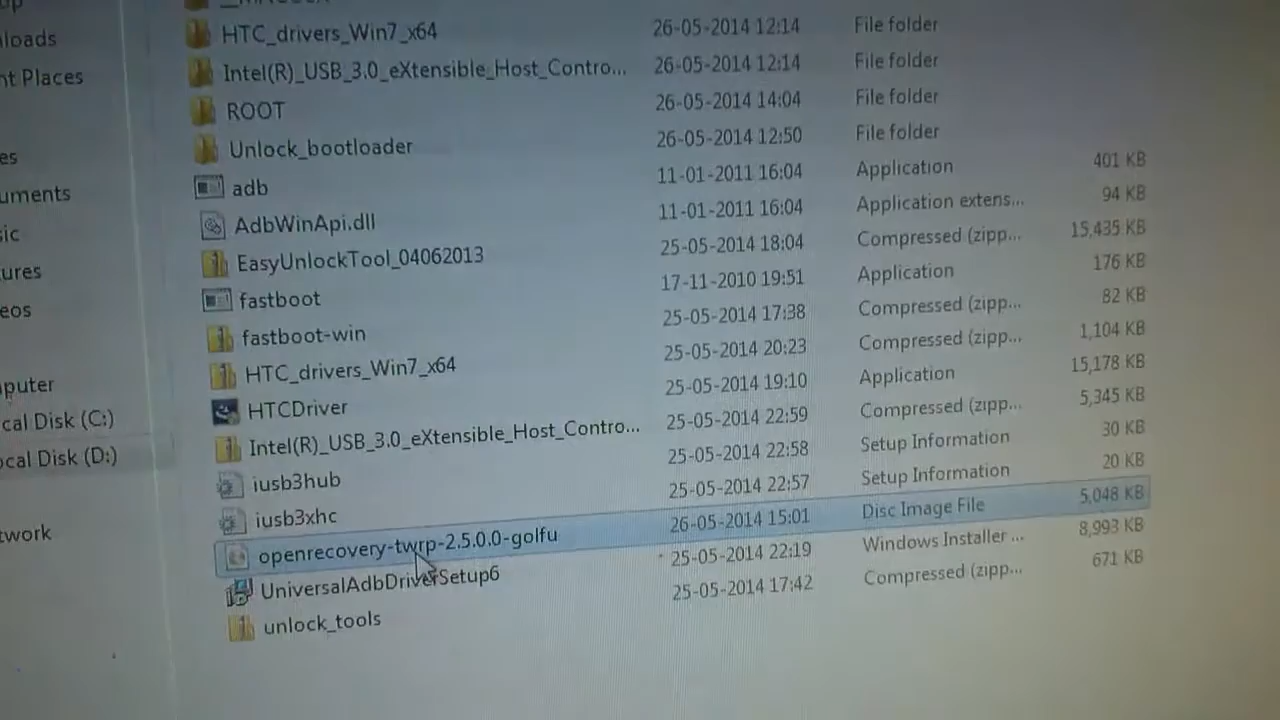 loads
nt Places
es
uments
sic
ures
eos
puter
cal Disk (C:)
ocal Disk (D:)
twork
HTC_drivers_Win7_x64 26-05-2014 12:14 File folder
Intel(R)_USB_3.0_eXtensible_Host_Contro... 26-05-2014 12:14 File folder
ROOT 26-05-2014 14:04 File folder
Unlock_bootloader 26-05-2014 12:50 File folder
adb 11-01-2011 16:04 Application 401 KB
AdbWinApi.dll 11-01-2011 16:04 Application extens... 94 KB
EasyUnlockTool_04062013 25-05-2014 18:04 Compressed (zipp... 15,435 KB
fastboot 17-11-2010 19:51 Application 176 KB
fastboot-win 25-05-2014 17:38 Compressed (zipp... 82 KB
HTC_drivers_Win7_x64 25-05-2014 20:23 Compressed (zipp... 1,104 KB
HTCDriver 25-05-2014 19:10 Application 15,178 KB
Intel(R)_USB_3.0_eXtensible_Host_Contro... 25-05-2014 22:59 Compressed (zipp... 5,345 KB
iusb3hub 25-05-2014 22:58 Setup Information 30 KB
iusb3xhc 25-05-2014 22:57 Setup Information 20 KB
openrecovery-twrp-2.5.0.0-golfu 26-05-2014 15:01 Disc Image File 5,048 KB
UniversalAdbDriverSetup6 25-05-2014 22:19 Windows Installer ... 8,993 KB
unlock_tools 25-05-2014 17:42 Compressed (zipp... 671 KB